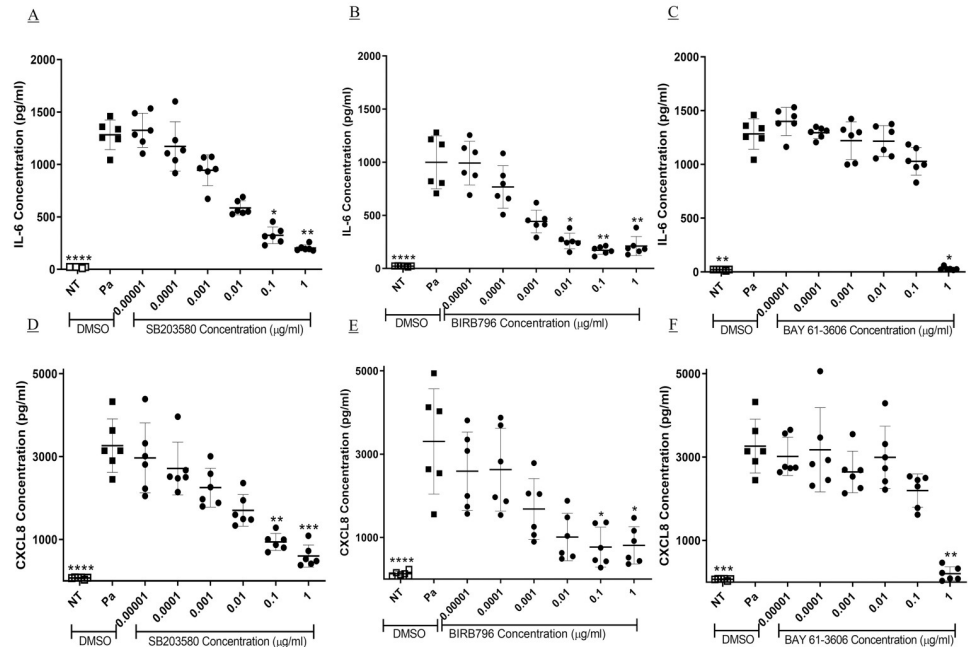 A
IL-6 Concentration (pg/ml)
2000
1500
1000
500
0
****
*
**
NT
Pa
0.00001
0.0001
0.001
0.01
0.1
1
DMSO
SB203580 Concentration (µg/ml)
B
IL-6 Concentration (pg/ml)
2000
1500
1000
500
0
****
*
**
**
NT
Pa
0.00001
0.0001
0.001
0.01
0.1
1
DMSO
BIRB796 Concentration (µg/ml)
C
IL-6 Concentration (pg/ml)
2000
1500
1000
500
0
**
*
NT
Pa
0.00001
0.0001
0.001
0.01
0.1
1
DMSO
BAY 61-3606 Concentration (µg/ml)
D
CXCL8 Concentration (pg/ml)
5000
3000
1000
****
**
***
NT
Pa
0.00001
0.0001
0.001
0.01
0.1
1
DMSO
SB203580 Concentration (µg/ml)
E
CXCL8 Concentration (pg/ml)
5000
3000
1000
****
*
*
NT
Pa
0.00001
0.0001
0.001
0.01
0.1
1
DMSO
BIRB796 Concentration (µg/ml)
F
CXCL8 Concentration (pg/ml)
5000
3000
1000
***
**
NT
Pa
0.00001
0.0001
0.001
0.01
0.1
1
DMSO
BAY 61-3606 Concentration (µg/ml)